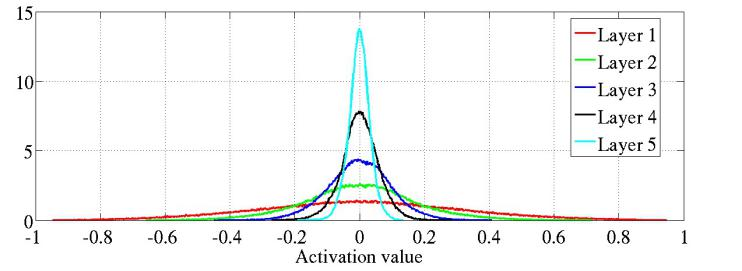 15
10
5
0
-1 -0.8 -0.6 -0.4 -0.2 0 0.2 0.4 0.6 0.8 1
Activation value
Layer 1
Layer 2
Layer 3
Layer 4
Layer 5